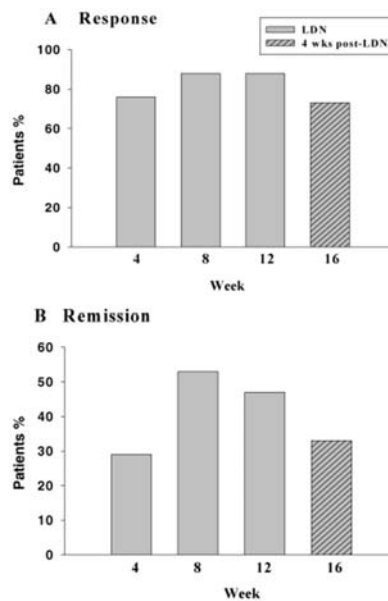 A Response
LDN
4 wks post-LDN
Patients %
100
80
60
40
20
0
4 8 12 16
Week
B Remission
Patients %
60
50
40
30
20
10
0
4 8 12 16
Week